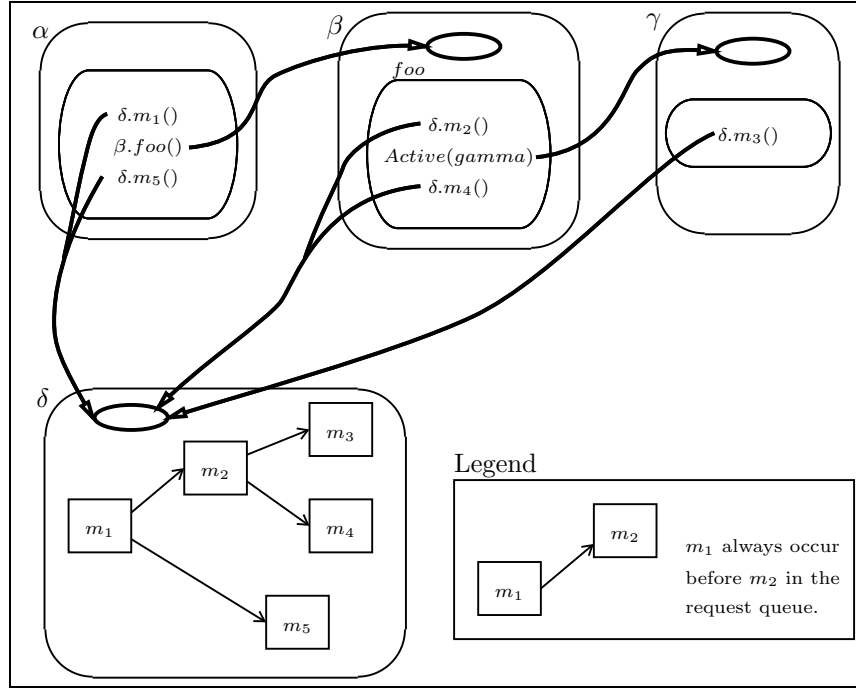 α
δ.m₁()
β.foo()
δ.m₅()
β
foo
δ.m₂()
Active(gamma)
δ.m₄()
γ
δ.m₃()
δ
m₁
m₂
m₃
m₄
m₅
Legend
m₁
m₂
m₁ always occur
before m₂ in the
request queue.